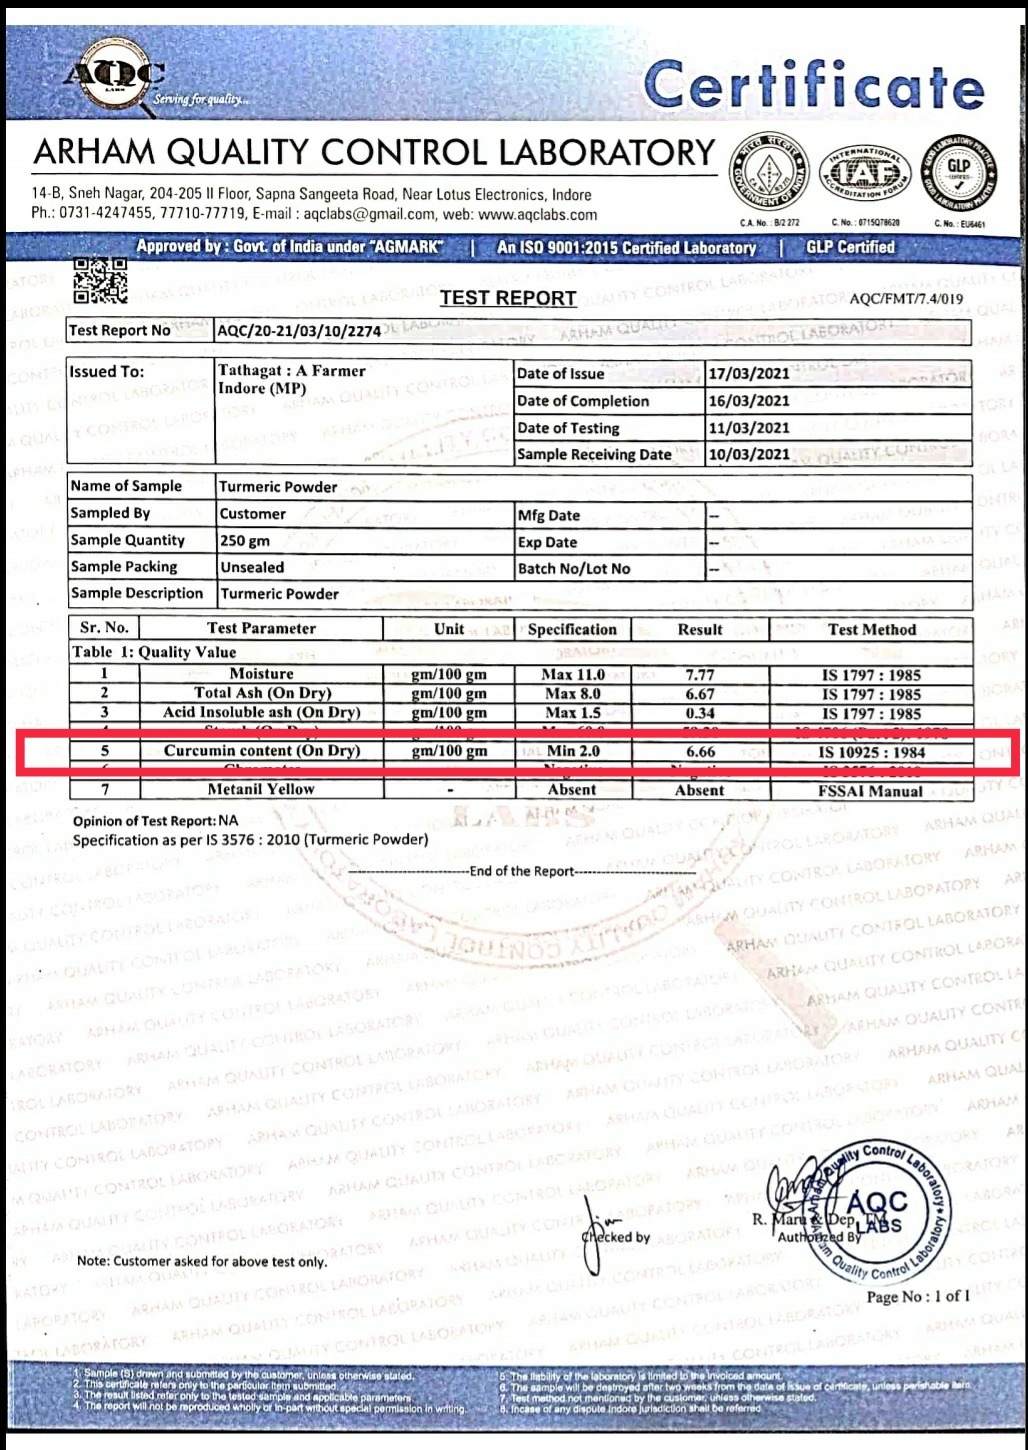 AQC
LABS
Serving for quality...
Certificate
ARHAM QUALITY CONTROL LABORATORY
14-B, Sneh Nagar, 204-205 II Floor, Sapna Sangeeta Road, Near Lotus Electronics, Indore
Ph.: 0731-4247455, 77710-77719, E-mail : aqclabs@gmail.com, web: www.aqclabs.com
GOVERNMENT OF INDIA
C.A. No. : B/2 272
INTERNATIONAL
IAF
ACCREDITATION FORUM
C. No. : 0715Q78620
GOOD LABORATORY PRACTICE
GLP
CERTIFIED
C. No. : EU6461
Approved by : Govt. of India under "AGMARK" | An ISO 9001:2015 Certified Laboratory | GLP Certified
TEST REPORT
AQC/FMT/7.4/019
Test Report No AQC/20-21/03/10/2274
Issued To: Tathagat : A Farmer
Indore (MP)
Date of Issue 17/03/2021
Date of Completion 16/03/2021
Date of Testing 11/03/2021
Sample Receiving Date 10/03/2021
Name of Sample Turmeric Powder
Sampled By Customer Mfg Date --
Sample Quantity 250 gm Exp Date --
Sample Packing Unsealed Batch No/Lot No --
Sample Description Turmeric Powder
Sr. No. Test Parameter Unit Specification Result Test Method
Table 1: Quality Value
1 Moisture gm/100 gm Max 11.0 7.77 IS 1797 : 1985
2 Total Ash (On Dry) gm/100 gm Max 8.0 6.67 IS 1797 : 1985
3 Acid Insoluble ash (On Dry) gm/100 gm Max 1.5 0.34 IS 1797 : 1985
5 Curcumin content (On Dry) gm/100 gm Min 2.0 6.66 IS 10925 : 1984
7 Metanil Yellow - Absent Absent FSSAI Manual
Opinion of Test Report: NA
Specification as per IS 3576 : 2010 (Turmeric Powder)
End of the Report
Checked by
R. Maru
Authorized By
Arham Quality Control Laboratory
AQC
LABS
Note: Customer asked for above test only.
Page No : 1 of 1
1. Sample (S) drawn and submitted by the customer, unless otherwise stated.
2. This certificate refers only to the particular item submitted.
3. The result listed refer only to the tested sample and applicable parameters.
4. The report will not be reproduced wholly or in-part without special permission in writing.
5. The liability of the laboratory is limited to the invoiced amount.
6. The sample will be destroyed after two weeks from the date of issue of certificate, unless perishable item.
7. Test method not mentioned by the customer, unless otherwise stated.
8. Incase of any dispute Indore jurisdiction shall be referred